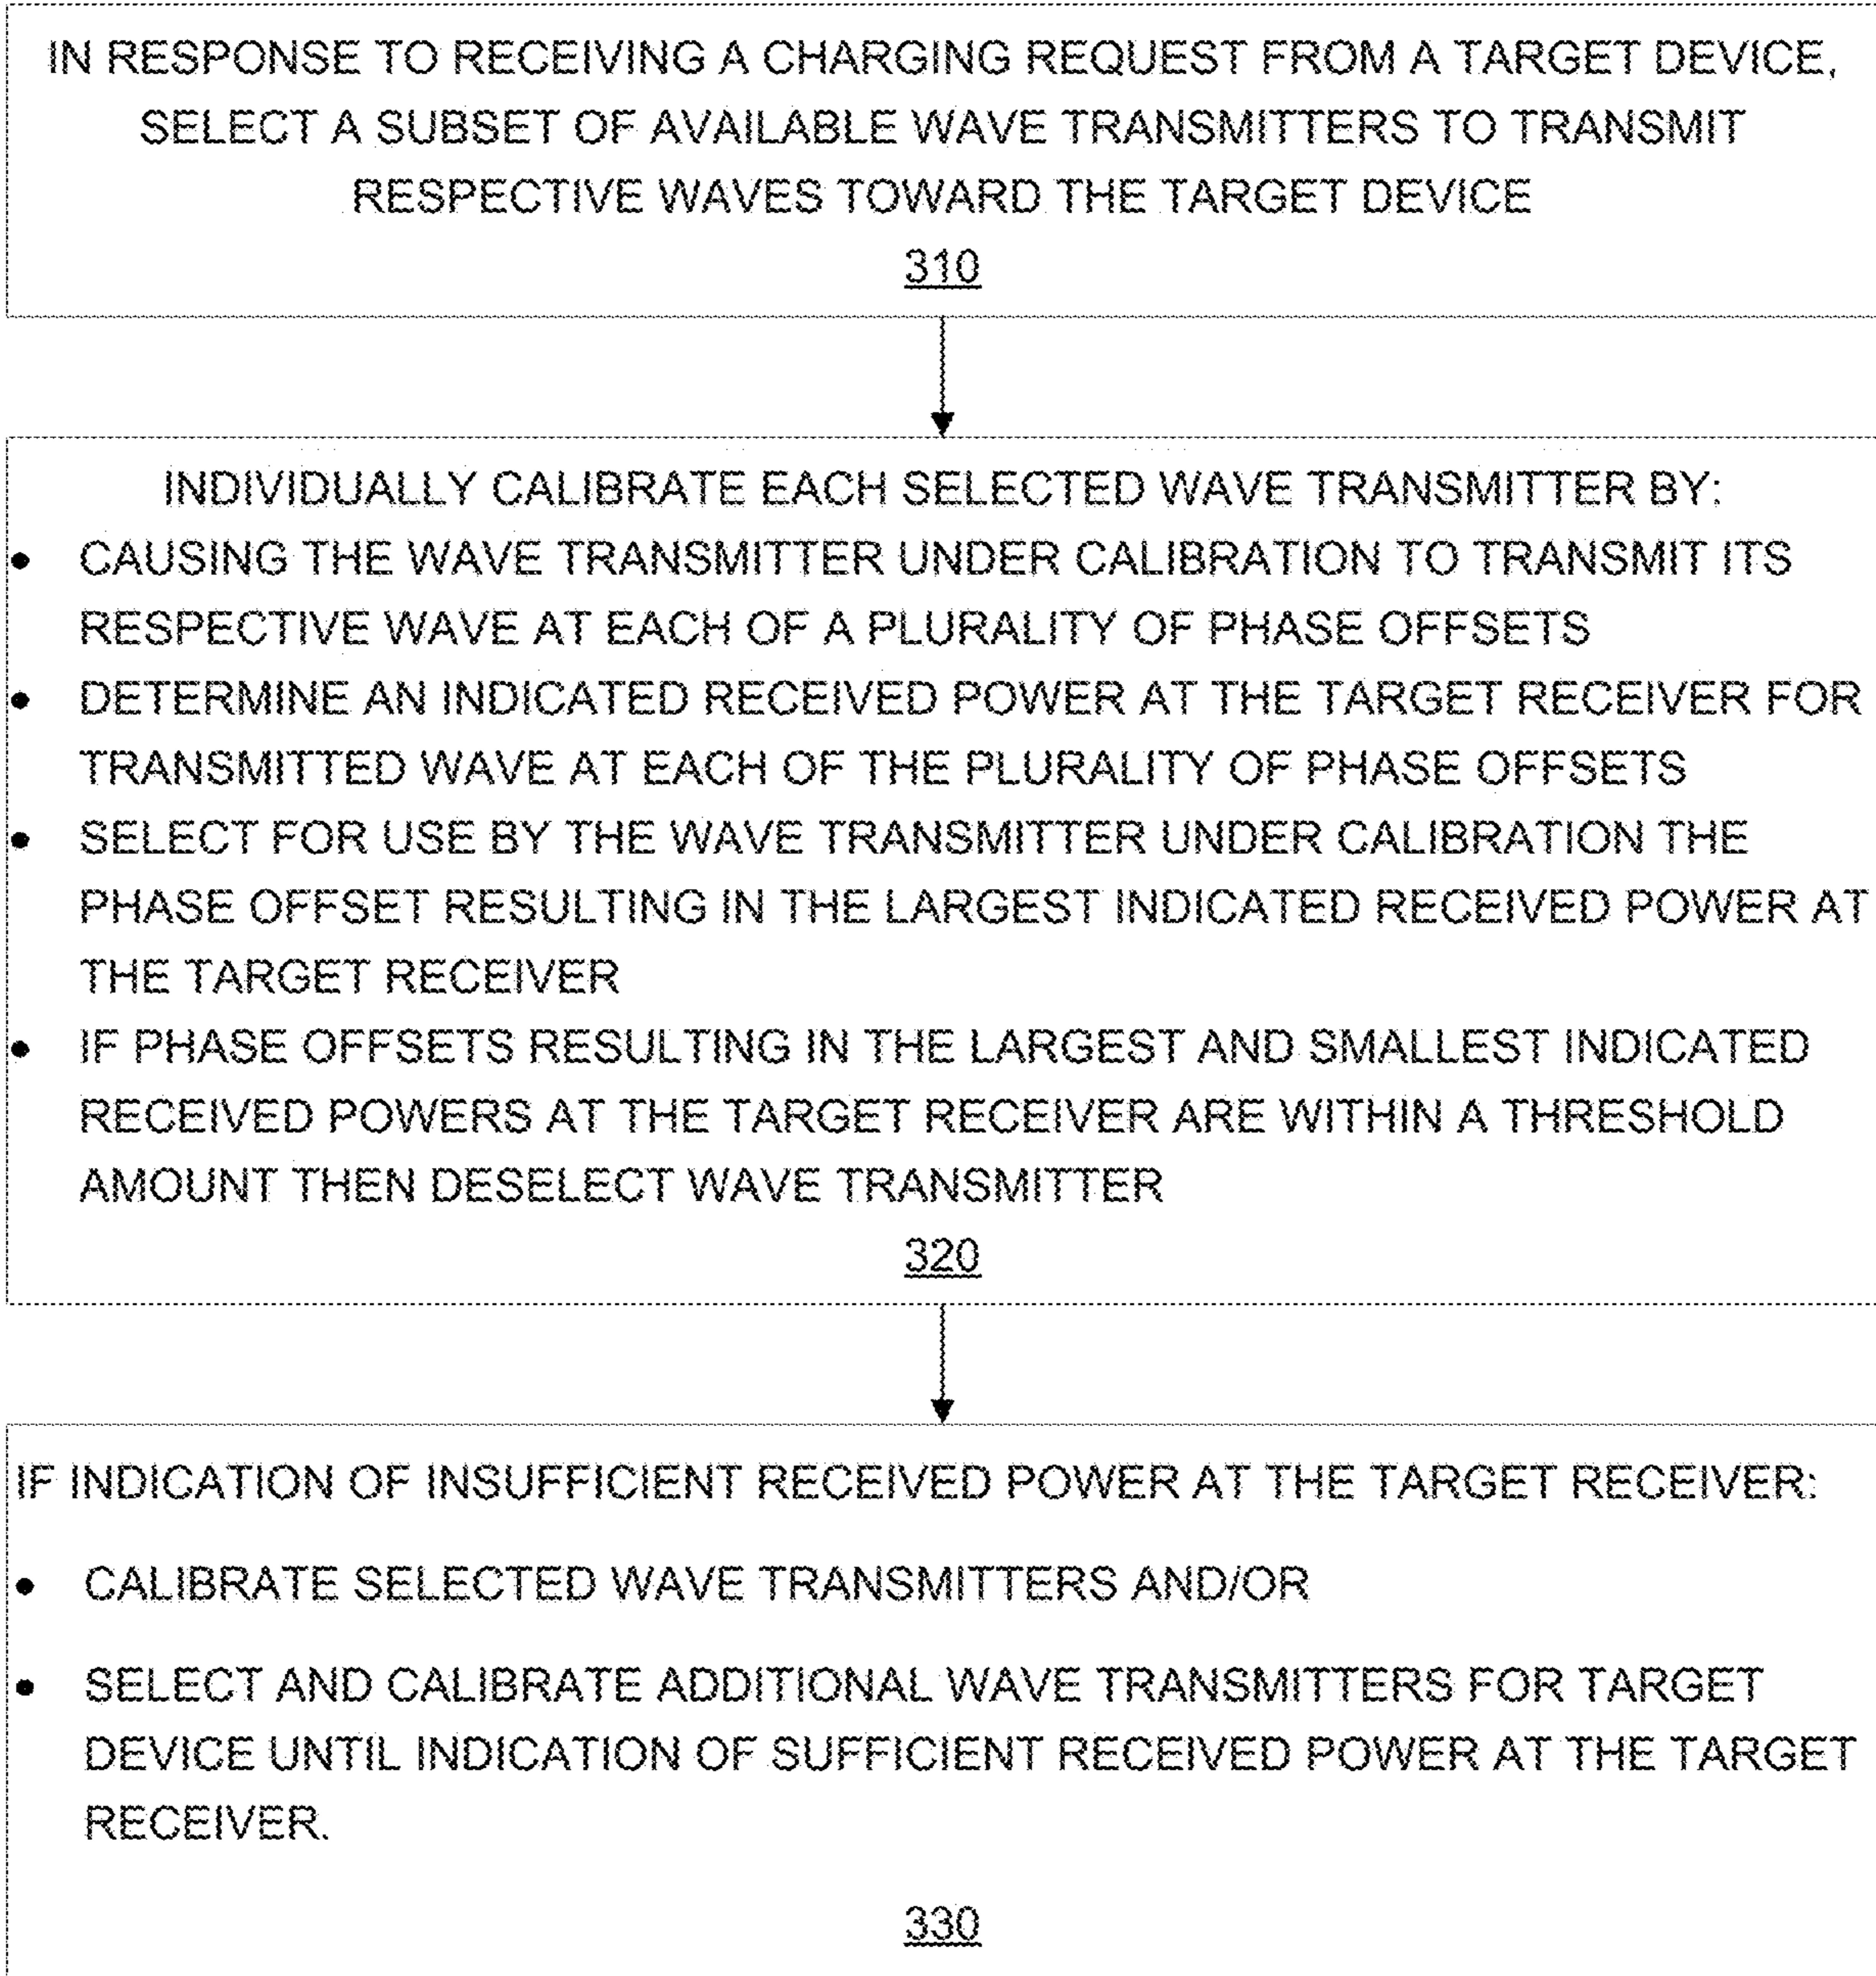 IN RESPONSE TO RECEIVING A CHARGING REQUEST FROM A TARGET DEVICE,
SELECT A SUBSET OF AVAILABLE WAVE TRANSMITTERS TO TRANSMIT
RESPECTIVE WAVES TOWARD THE TARGET DEVICE
310
INDIVIDUALLY CALIBRATE EACH SELECTED WAVE TRANSMITTER BY:
• CAUSING THE WAVE TRANSMITTER UNDER CALIBRATION TO TRANSMIT ITS
RESPECTIVE WAVE AT EACH OF A PLURALITY OF PHASE OFFSETS
• DETERMINE AN INDICATED RECEIVED POWER AT THE TARGET RECEIVER FOR
TRANSMITTED WAVE AT EACH OF THE PLURALITY OF PHASE OFFSETS
• SELECT FOR USE BY THE WAVE TRANSMITTER UNDER CALIBRATION THE
PHASE OFFSET RESULTING IN THE LARGEST INDICATED RECEIVED POWER AT
THE TARGET RECEIVER
• IF PHASE OFFSETS RESULTING IN THE LARGEST AND SMALLEST INDICATED
RECEIVED POWERS AT THE TARGET RECEIVER ARE WITHIN A THRESHOLD
AMOUNT THEN DESELECT WAVE TRANSMITTER
320
IF INDICATION OF INSUFFICIENT RECEIVED POWER AT THE TARGET RECEIVER:
• CALIBRATE SELECTED WAVE TRANSMITTERS AND/OR
• SELECT AND CALIBRATE ADDITIONAL WAVE TRANSMITTERS FOR TARGET
DEVICE UNTIL INDICATION OF SUFFICIENT RECEIVED POWER AT THE TARGET
RECEIVER.
330